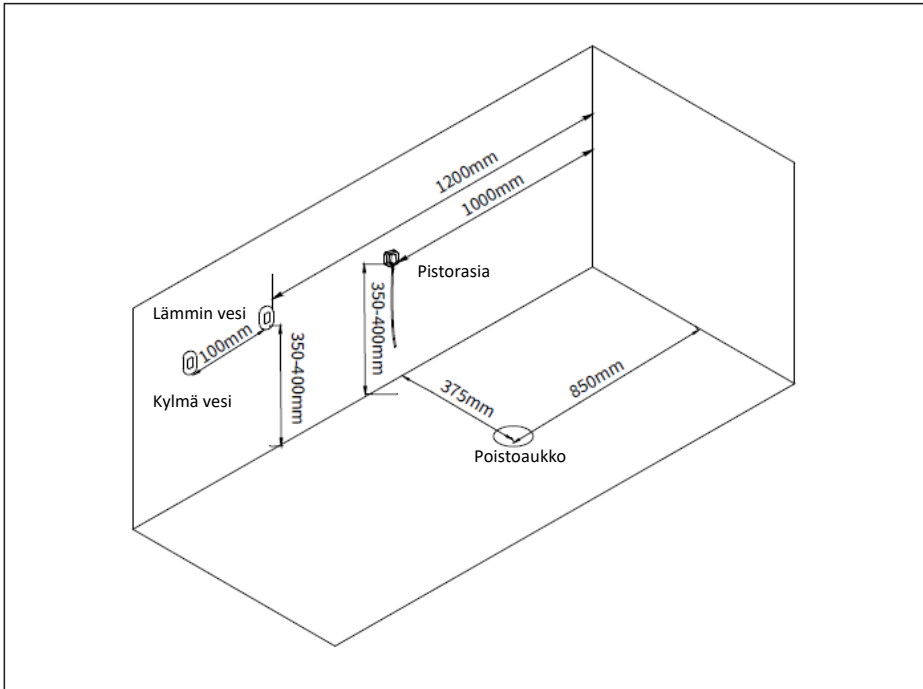 1200mm
1000mm
Pistorasia
350-400mm
Lämmin vesi
100mm
350-400mm
Kylmä vesi
375mm
850mm
Poistoaukko